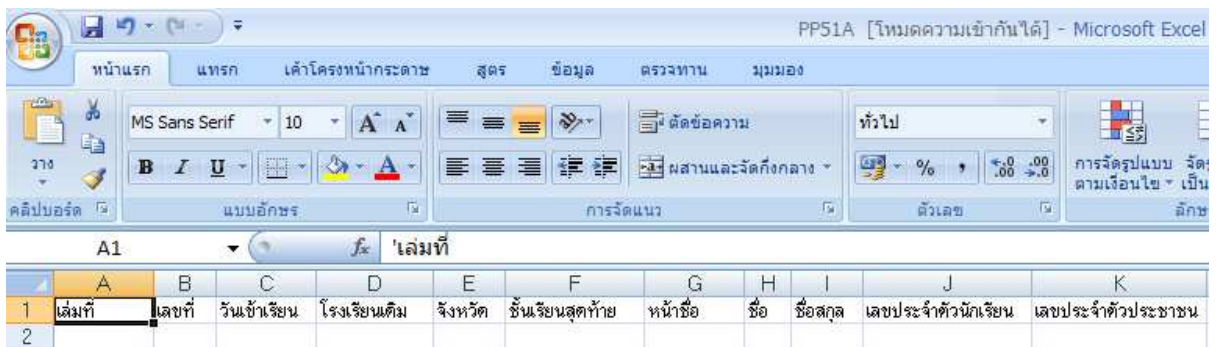 PP51A [โหมดความเข้ากันได้] - Microsoft Excel
หน้าแรก แทรก เค้าโครงหน้ากระดาษ สูตร ข้อมูล ตรวจทาน มุมมอง
MS Sans Serif 10 A A ตัดข้อความ ทั่วไป
วาง B I U A ผสานและจัดกึ่งกลาง % , .0 .00 .00 .0 การจัดรูปแบบ
ตามเงื่อนไข
คลิปบอร์ด แบบอักษร การจัดแนว ตัวเลข
A1 fx 'เล่มที่
A B C D E F G H I J K
1 เล่มที่ เลขที่ วันเข้าเรียน โรงเรียนเดิม จังหวัด ชั้นเรียนสุดท้าย หน้าชื่อ ชื่อ ชื่อสกุล เลขประจำตัวนักเรียน เลขประจำตัวประชาชน
2